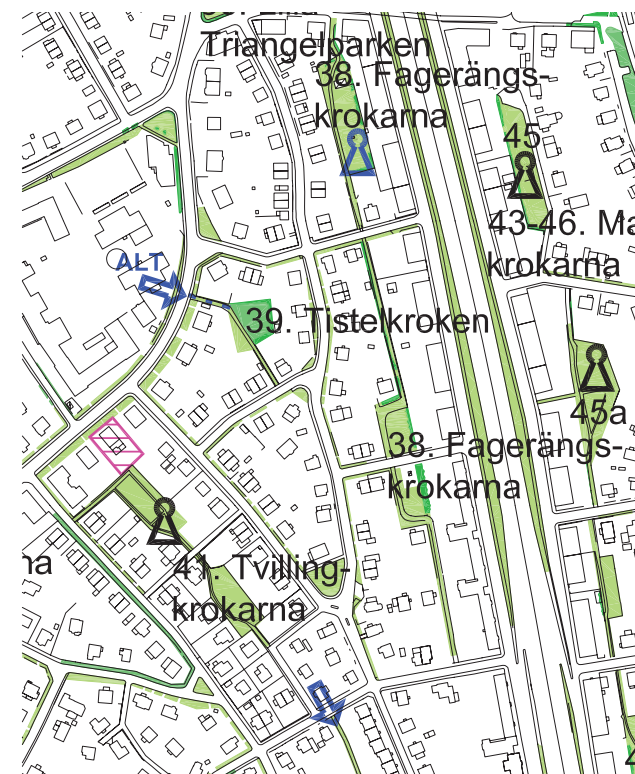 Triangelparken
38. Fagerängs-
krokarna
45
43-46. Ma
krokarna
ALT
39. Tistelkroken
45a
38. Fagerängs-
krokarna
na
41. Tvilling-
krokarna